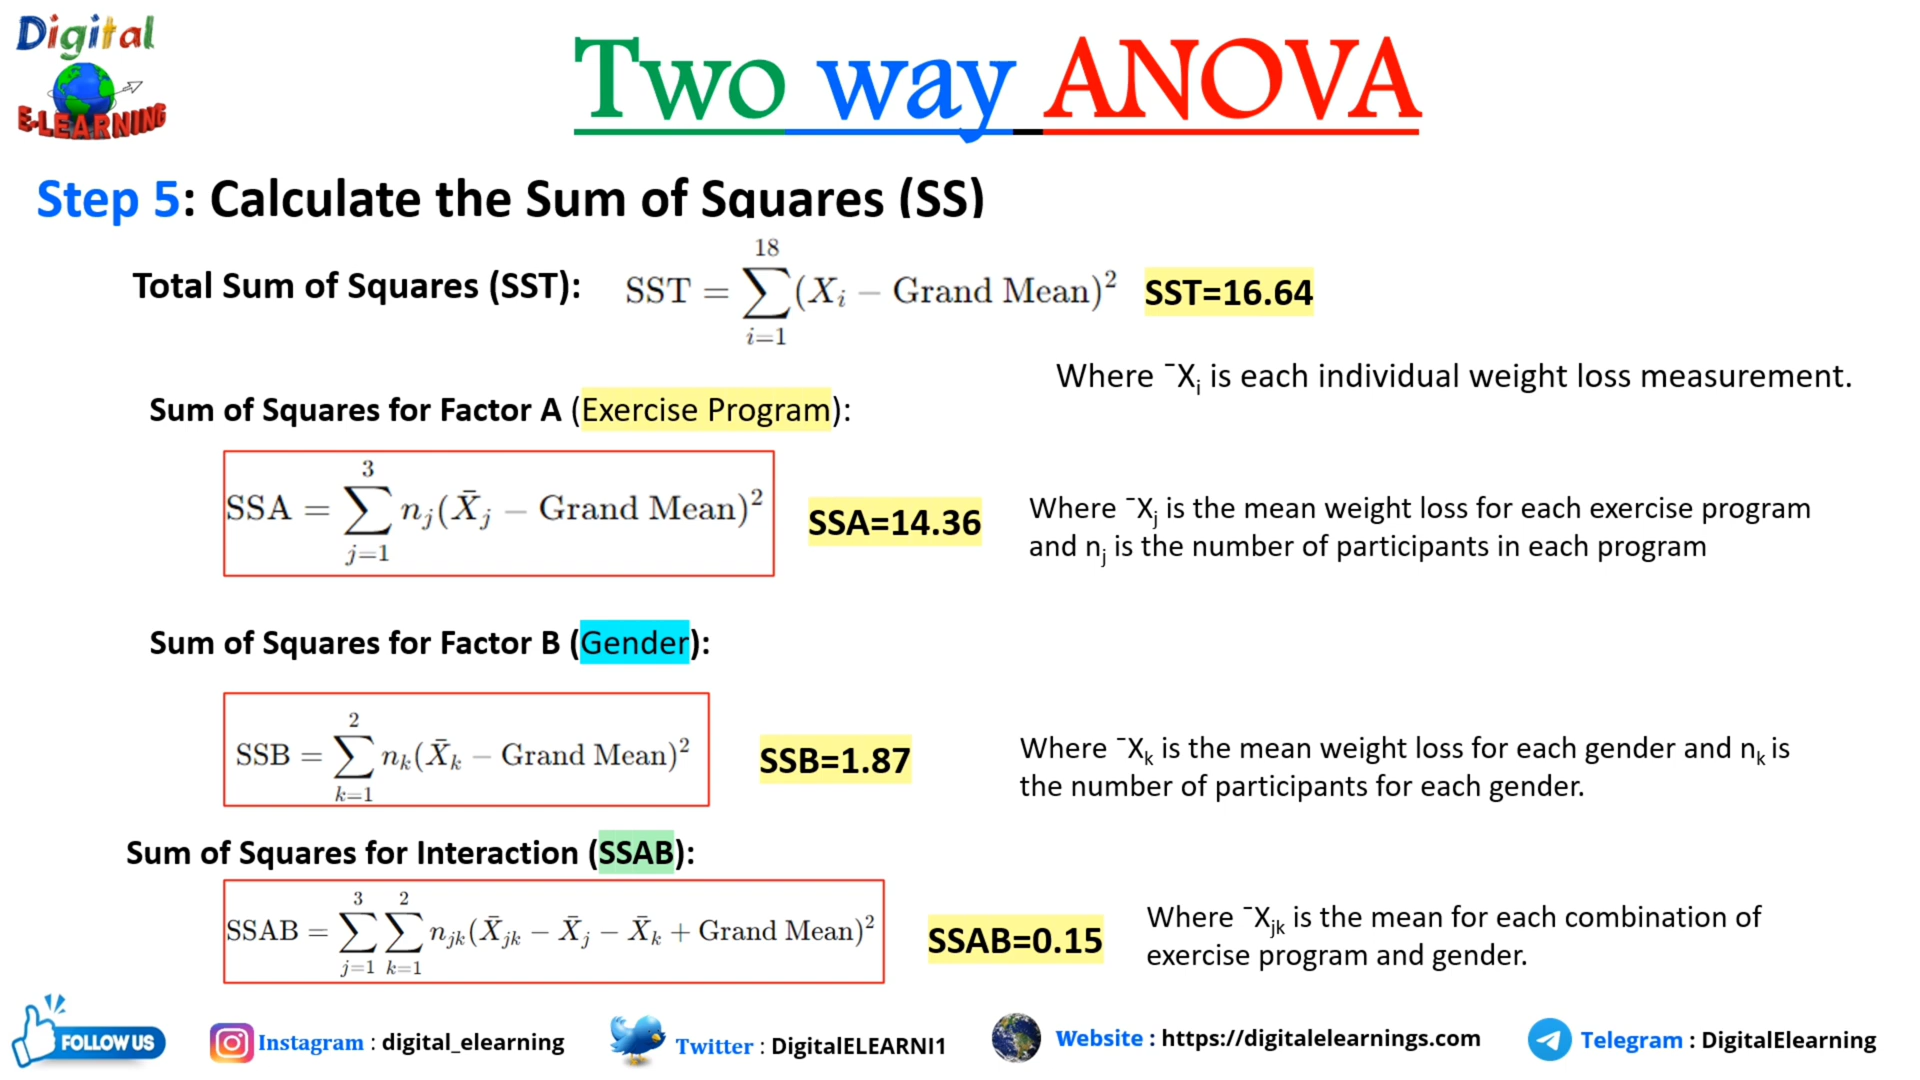 Digital
E-LEARNING
Two way ANOVA
Step 5: Calculate the Sum of Squares (SS)
Total Sum of Squares (SST): SST = \sum_{i=1}^{18} (X_i − Grand Mean)^2 SST=16.64
Where ¯X_i is each individual weight loss measurement.
Sum of Squares for Factor A (Exercise Program):
SSA = \sum_{j=1}^{3} n_j(X̄_j − Grand Mean)^2 SSA=14.36
Where ¯X_j is the mean weight loss for each exercise program
and n_j is the number of participants in each program
Sum of Squares for Factor B (Gender):
SSB = \sum_{k=1}^{2} n_k(X̄_k − Grand Mean)^2 SSB=1.87
Where ¯X_k is the mean weight loss for each gender and n_k is
the number of participants for each gender.
Sum of Squares for Interaction (SSAB):
SSAB = \sum_{j=1}^{3} \sum_{k=1}^{2} n_{jk}(X̄_{jk} − X̄_j − X̄_k + Grand Mean)^2 SSAB=0.15
Where ¯X_{jk} is the mean for each combination of
exercise program and gender.
FOLLOW US
Instagram : digital_elearning
Twitter : DigitalELEARNI1
Website : https://digitalelearnings.com
Telegram : DigitalElearning